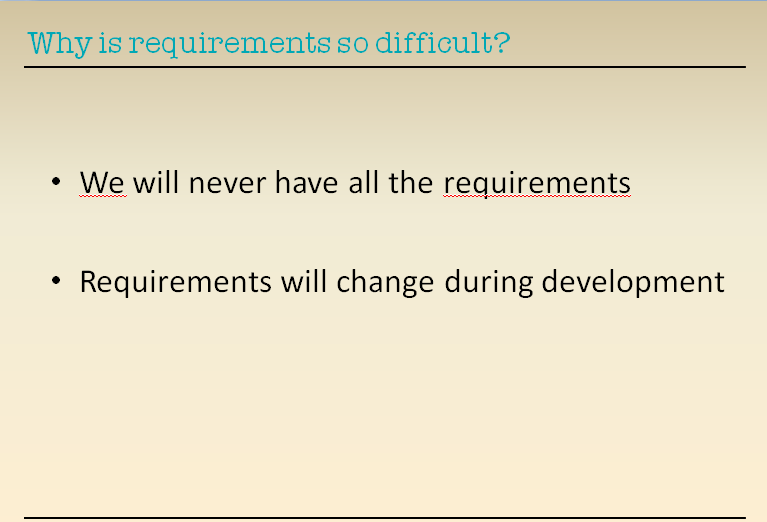 Why is requirements so difficult?
• We will never have all the requirements
• Requirements will change during development